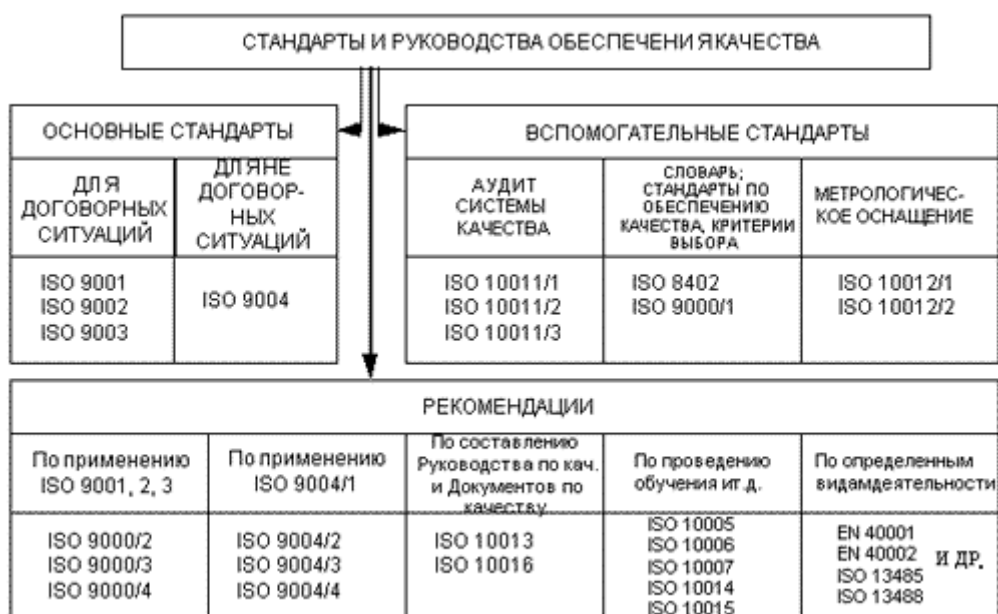 СТАНДАРТЫ И РУКОВОДСТВА ОБЕСПЕЧЕНИ ЯКАЧЕСТВА
ОСНОВНЫЕ СТАНДАРТЫ
ДЛЯ
ДОГОВОРНЫХ
СИТУАЦИЙ
ДЛЯНЕ
ДОГОВОР-
НЫХ
СИТУАЦИЙ
ISO 9001
ISO 9002
ISO 9003
ISO 9004
ВСПОМОГАТЕЛЬНЫЕ СТАНДАРТЫ
АУДИТ
СИСТЕМЫ
КАЧЕСТВА
СЛОВАРЬ;
СТАНДАРТЫ ПО
ОБЕСПЕЧЕНИЮ
КАЧЕСТВА, КРИТЕРИИ
ВЫБОРА
МЕТРОЛОГИЧЕС-
КОЕ ОСНАЩЕНИЕ
ISO 10011/1
ISO 10011/2
ISO 10011/3
ISO 8402
ISO 9000/1
ISO 10012/1
ISO 10012/2
РЕКОМЕНДАЦИИ
По применению
ISO 9001, 2, 3
По применению
ISO 9004/1
По составлению
Руководства по кач.
и Документов по
качеству
По проведению
обучения ит.д.
По определенным
видамдеятельности
ISO 9000/2
ISO 9000/3
ISO 9000/4
ISO 9004/2
ISO 9004/3
ISO 9004/4
ISO 10013
ISO 10016
ISO 10005
ISO 10006
ISO 10007
ISO 10014
ISO 10015
EN 40001
EN 40002
ISO 13485
ISO 13488
И ДР.